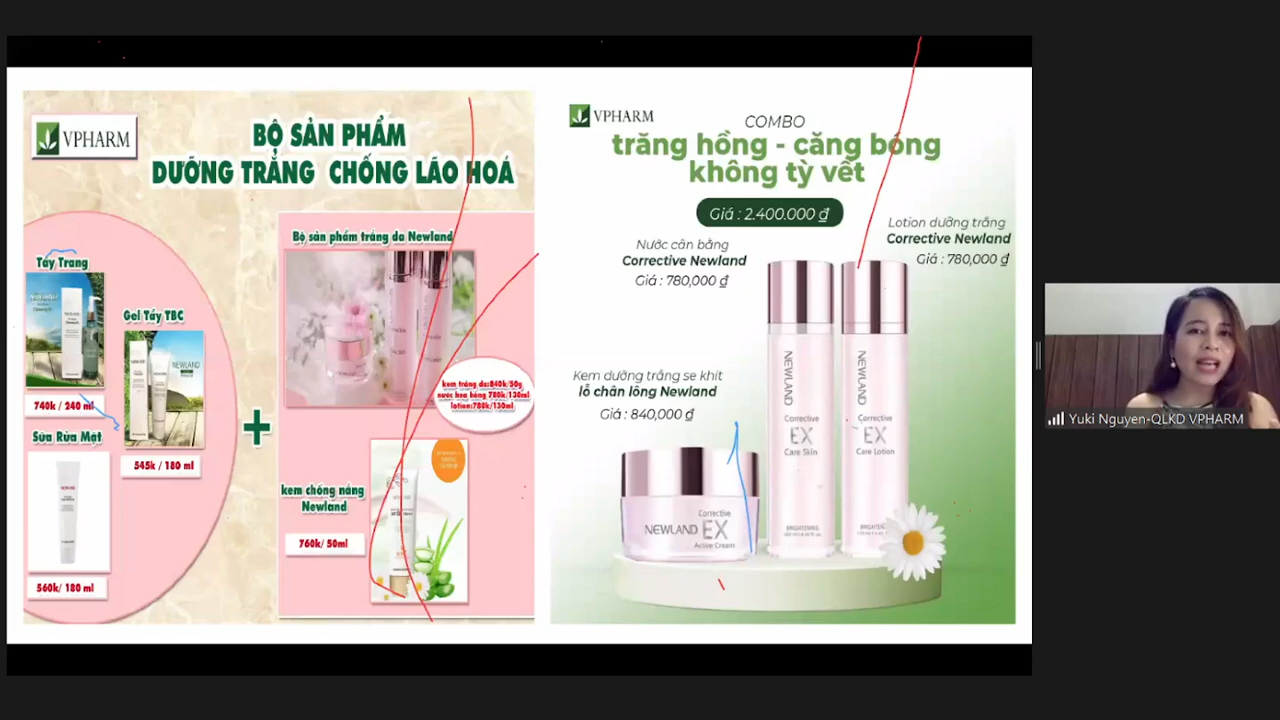 VPHARM
BỘ SẢN PHẨM
DƯỠNG TRẮNG CHỐNG LÃO HOÁ
Tẩy Trang
740k / 240 ml
Gel Tẩy TBC
NEWLAND
545k / 180 ml
Sữa Rửa Mặt
560k/ 180 ml
+
Bộ sản phẩm trắng da Newland
kem trắng da:840k/50g
nước hoa hồng 780k/130ml
lotion:780k/130ml
kem chống nắng
Newland
760k/ 50ml
VPHARM
COMBO
trắng hồng - căng bóng
không tỳ vết
Giá : 2.400.000 ₫
Nước cân bằng
Corrective Newland
Giá : 780,000 ₫
Lotion dưỡng trắng
Corrective Newland
Giá : 780,000 ₫
Kem dưỡng trắng se khít
lỗ chân lông Newland
Giá : 840,000 ₫
Corrective
NEWLAND EX
Active Cream
NEWLAND
Corrective
EX
Care Skin
BRIGHTENING
NEWLAND
Corrective
EX
Care Lotion
Yuki Nguyen-QLKD VPHARM